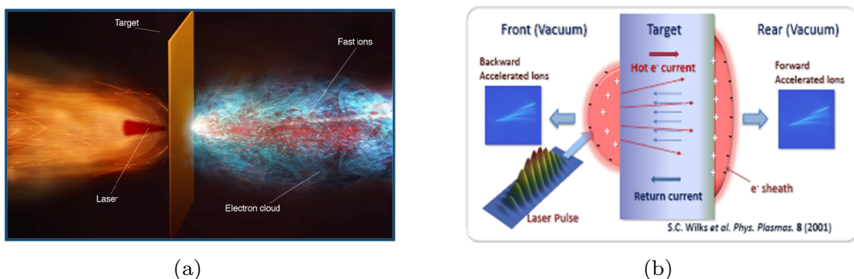 Target
Fast ions
Laser
Electron cloud
(a)
Front (Vacuum)
Target
Rear (Vacuum)
Backward
Accelerated Ions
Hot e⁻ current
Forward
Accelerated Ions
Laser Pulse
Return current
e⁻ sheath
S.C. Wilks et al. Phys. Plasmas. 8 (2001)
(b)